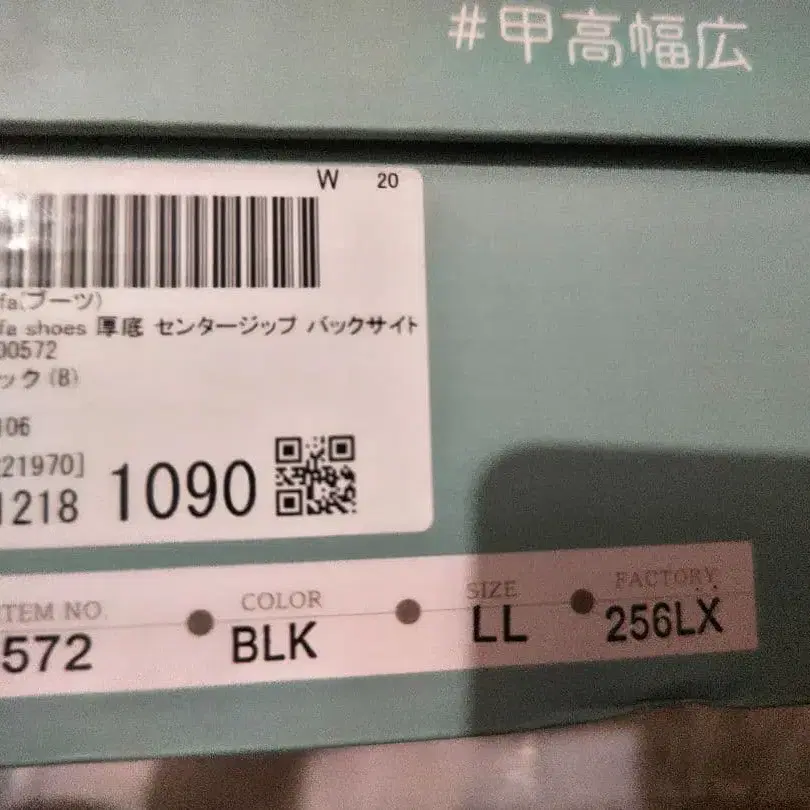 #甲高幅広
W 20
fa(ブーツ)
fa shoes 厚底 センタージップ バックサイト
00572
ック(B)
106
21970]
1218 1090
ITEM NO. COLOR SIZE FACTORY
572 BLK LL 256LX